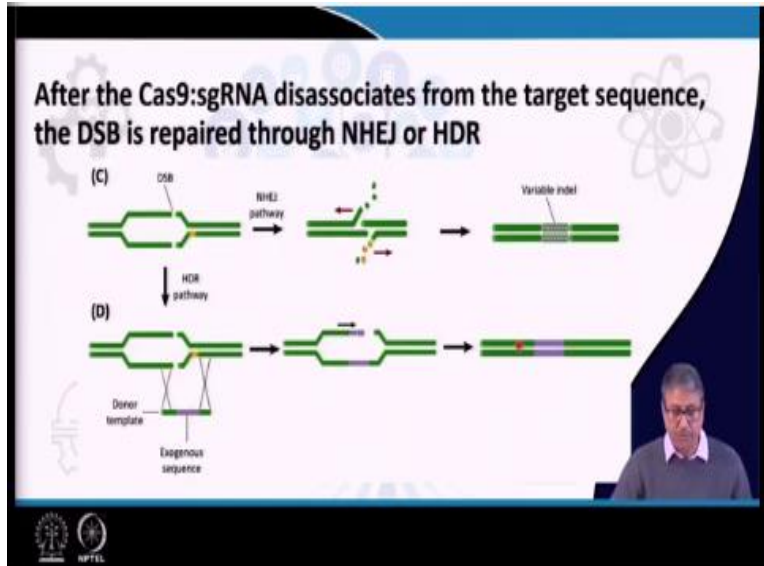 After the Cas9:sgRNA disassociates from the target sequence,
the DSB is repaired through NHEJ or HDR
(C)
DSB
NHEJ
pathway
Variable indel
HDR
pathway
(D)
Donor
template
Exogenous
sequence
NPTEL